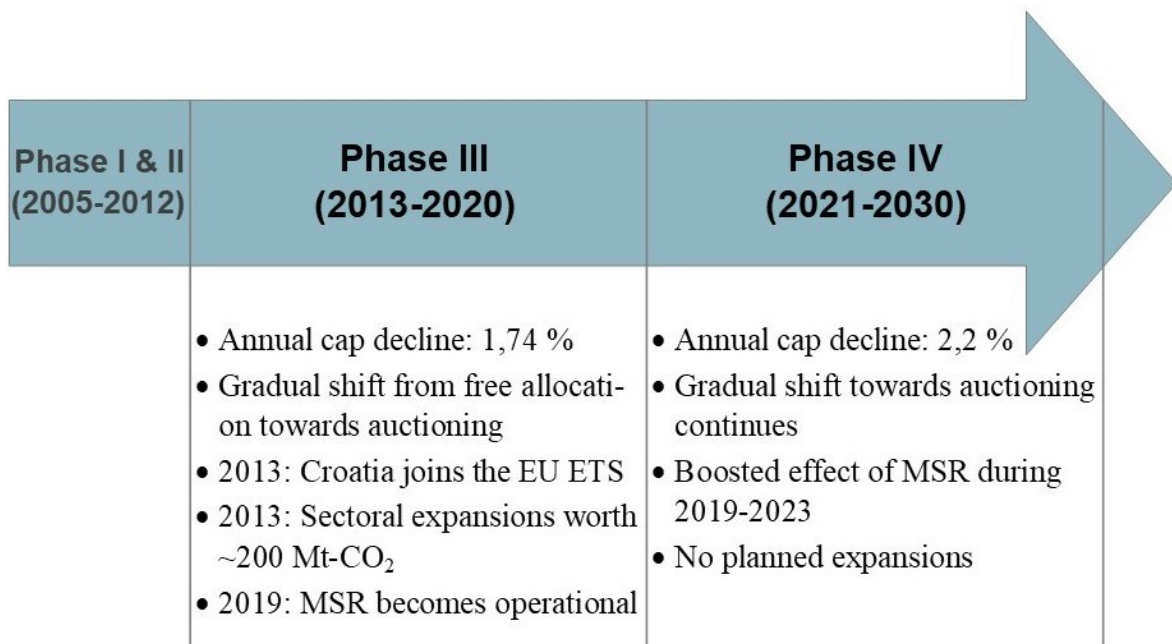 Phase I & II
(2005-2012)
Phase III
(2013-2020)
Phase IV
(2021-2030)
• Annual cap decline: 1,74 %
• Gradual shift from free allocati-
on towards auctioning
• 2013: Croatia joins the EU ETS
• 2013: Sectoral expansions worth
~200 Mt-CO₂
• 2019: MSR becomes operational
• Annual cap decline: 2,2 %
• Gradual shift towards auctioning
continues
• Boosted effect of MSR during
2019-2023
• No planned expansions